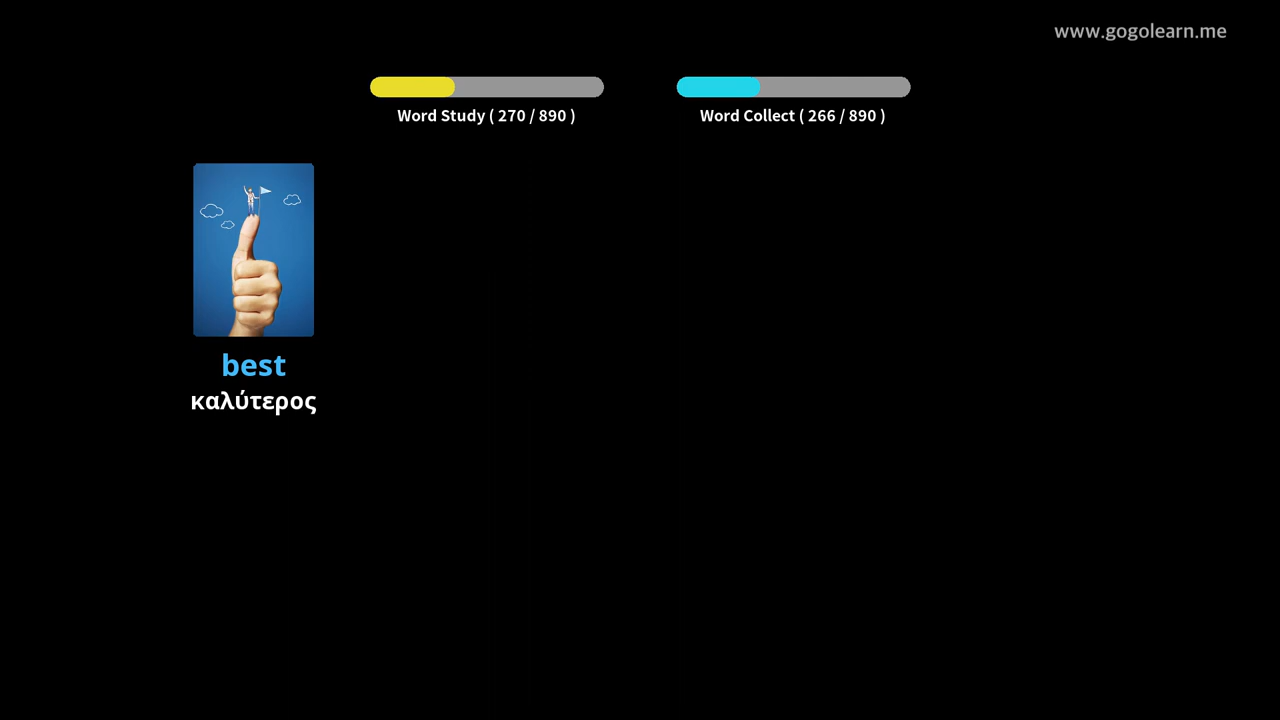 www.gogolearn.me
Word Study ( 270 / 890 )
Word Collect ( 266 / 890 )
best
καλύτερος